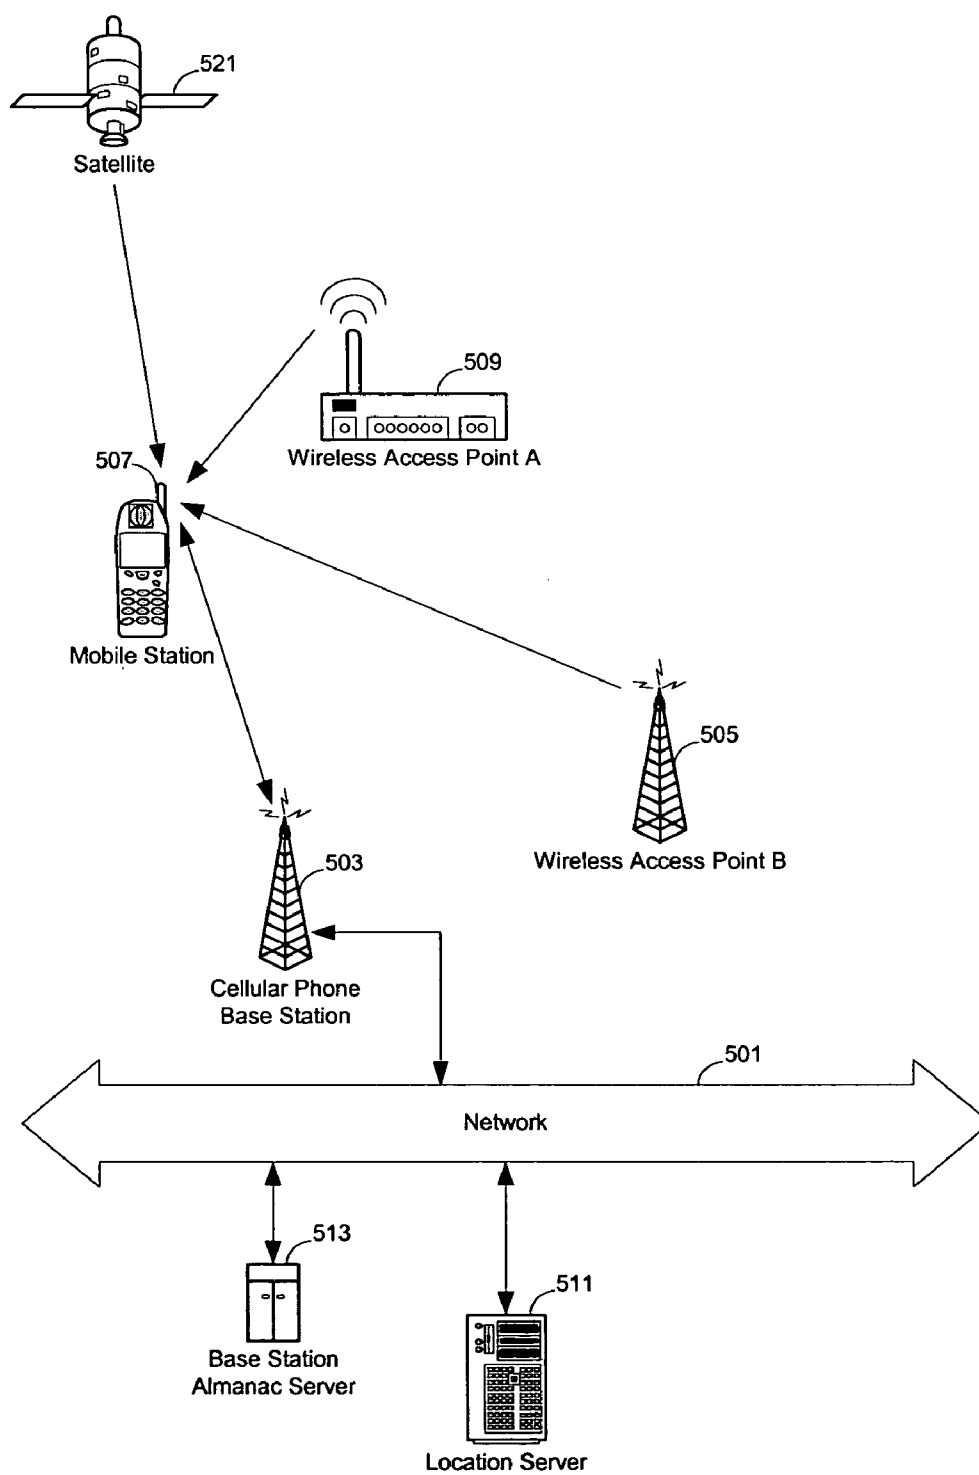 521
Satellite
509
Wireless Access Point A
507
Mobile Station
505
Wireless Access Point B
503
Cellular Phone
Base Station
501
Network
513
Base Station
Almanac Server
511
Location Server